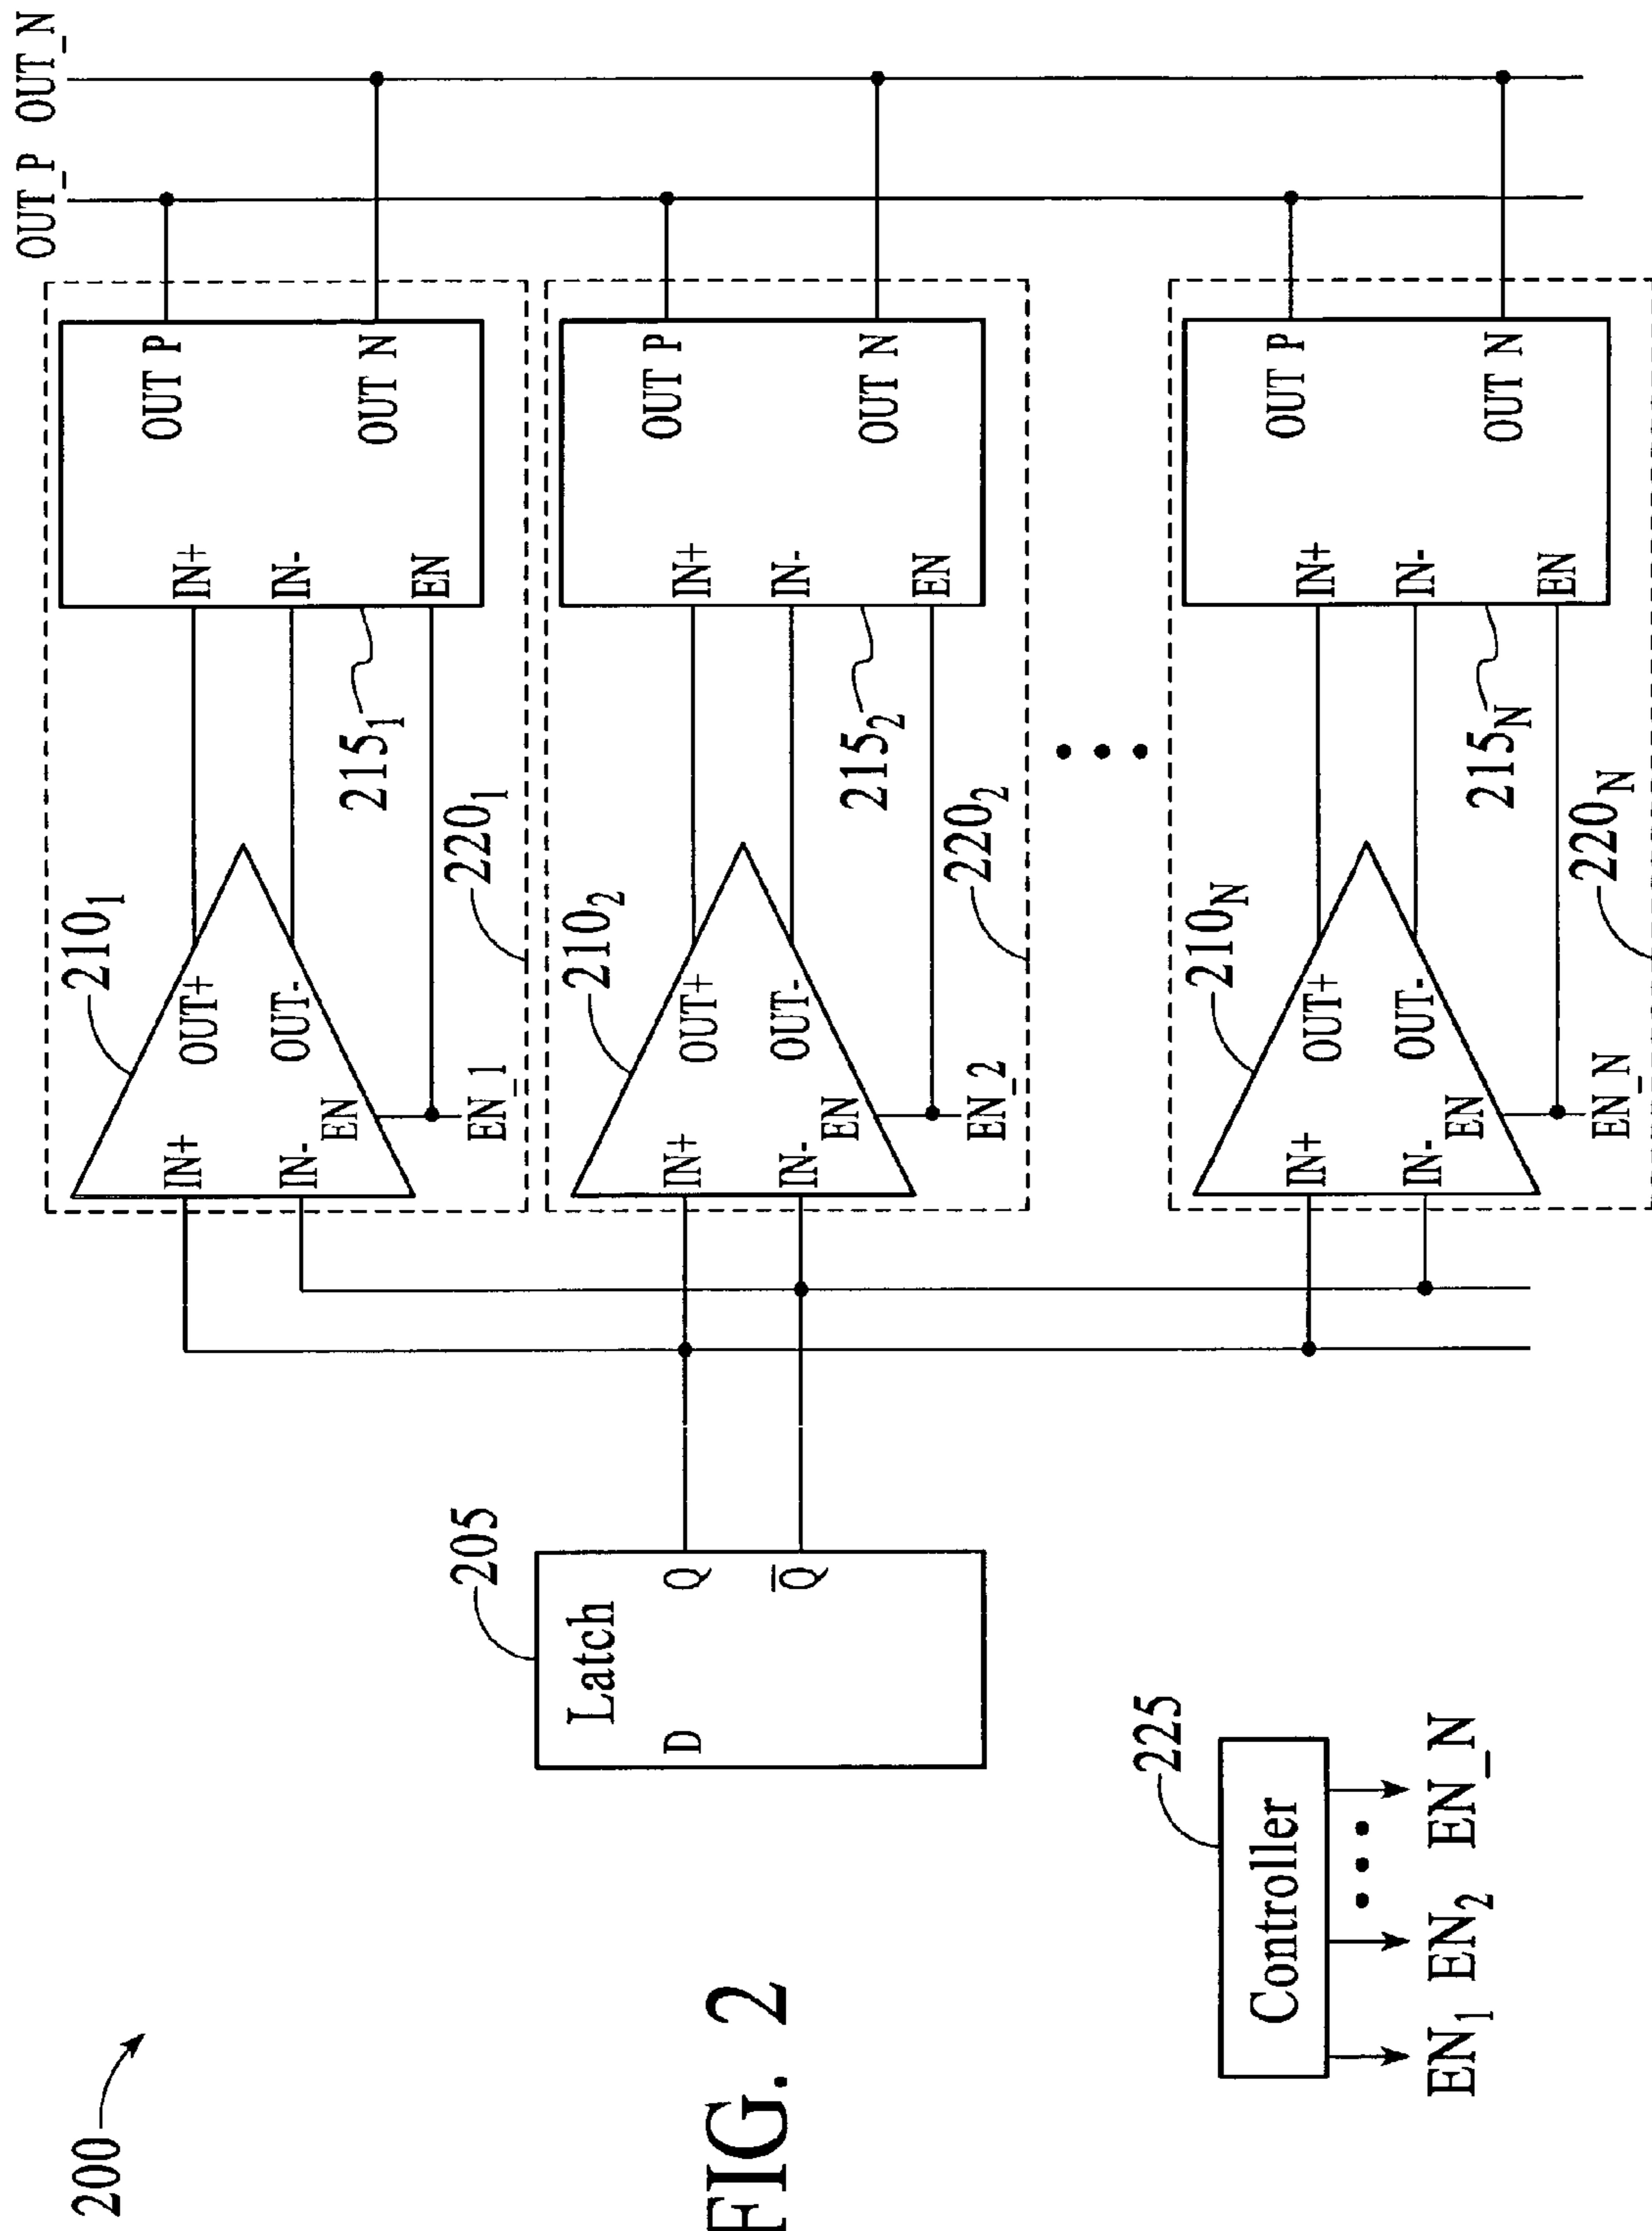 200
FIG. 2
205
Latch
D
Q
Q̅
225
Controller
EN₁ EN₂ EN_N
OUT_P OUT_N
210₁
IN+
IN-
EN
OUT+
OUT-
EN_1
215₁
IN+
IN-
EN
OUT P
OUT N
220₁
210₂
IN+
IN-
EN
OUT+
OUT-
EN_2
215₂
IN+
IN-
EN
OUT P
OUT N
220₂
210N
IN+
IN-
EN
OUT+
OUT-
EN_N
215N
IN+
IN-
EN
OUT P
OUT N
220N